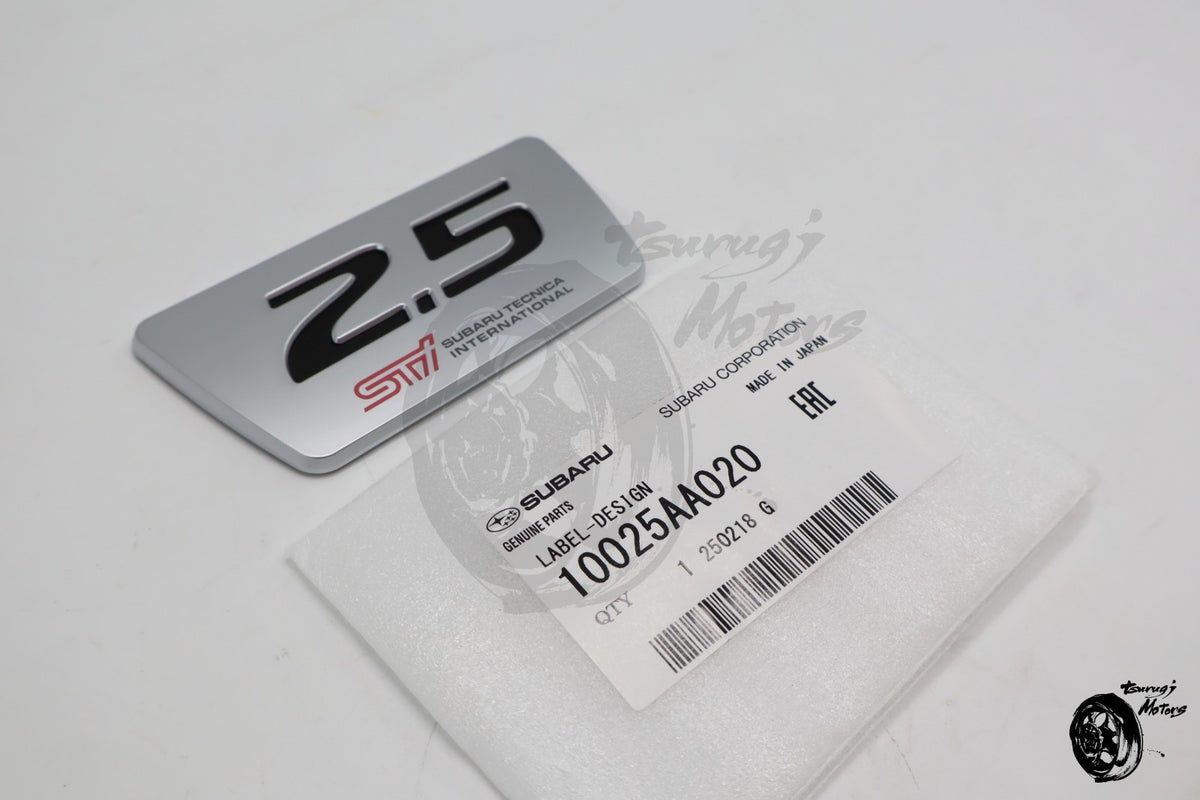 2.5
STi
SUBARU TECNICA
INTERNATIONAL
tsurugi
Motors
SUBARU CORPORATION
MADE IN JAPAN
EAC
SUBARU
GENUINE PARTS
LABEL-DESIGN
10025AA020
QTY 1 250218 G
tsurugi
Motors